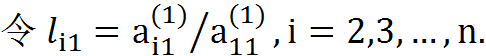 令 $l_{i1} = a_{i1}^{(1)}/a_{11}^{(1)}$ , i = 2,3, … , n.